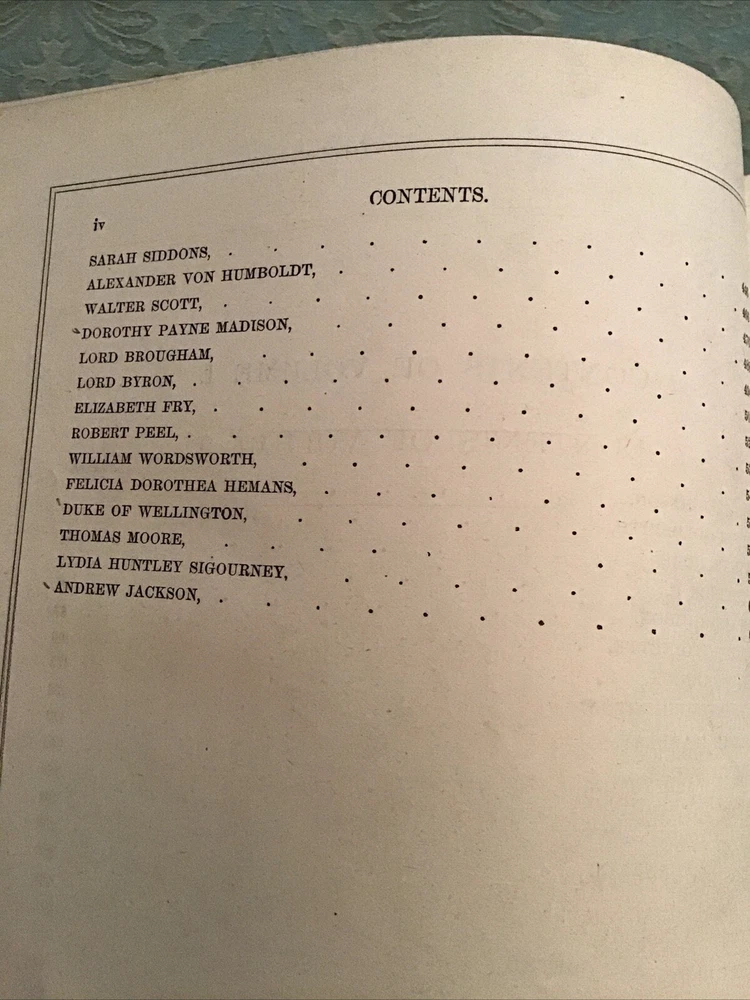 CONTENTS.
iv
SARAH SIDDONS, . . . . . . . . .
ALEXANDER VON HUMBOLDT, . . . . . . .
WALTER SCOTT, . . . . . . . . .
DOROTHY PAYNE MADISON, . . . . . . .
LORD BROUGHAM, . . . . . . . . .
LORD BYRON, . . . . . . . . . .
ELIZABETH FRY, . . . . . . . . .
ROBERT PEEL, . . . . . . . . . .
WILLIAM WORDSWORTH, . . . . . . . .
FELICIA DOROTHEA HEMANS, . . . . . . .
DUKE OF WELLINGTON, . . . . . . . .
THOMAS MOORE, . . . . . . . . .
LYDIA HUNTLEY SIGOURNEY, . . . . . . .
ANDREW JACKSON, . . . . . . . . .